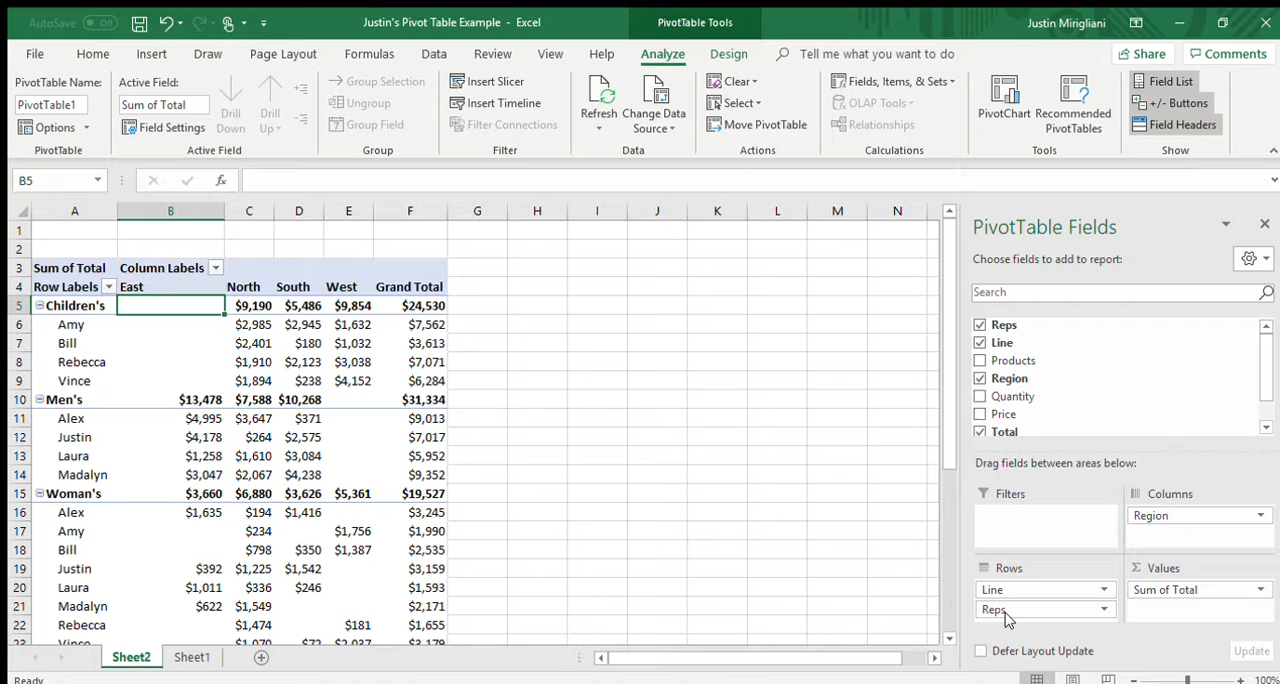 AutoSave Off Justin's Pivot Table Example - Excel PivotTable Tools Justin Mirigliani
File Home Insert Draw Page Layout Formulas Data Review View Help Analyze Design Tell me what you want to do Share Comments
PivotTable Name: Active Field: Group Selection Insert Slicer Clear Fields, Items, & Sets Field List
PivotTable1 Sum of Total Drill Down Drill Up Ungroup Insert Timeline Refresh Change Data Source Select OLAP Tools PivotChart Recommended PivotTables +/- Buttons
Options Field Settings Group Field Filter Connections Move PivotTable Relationships Field Headers
PivotTable Active Field Group Filter Data Actions Calculations Tools Show
B5 fx
A B C D E F G H I J K L M N
1
2
3 Sum of Total Column Labels
4 Row Labels East North South West Grand Total
5 Children's $9,190 $5,486 $9,854 $24,530
6 Amy $2,985 $2,945 $1,632 $7,562
7 Bill $2,401 $180 $1,032 $3,613
8 Rebecca $1,910 $2,123 $3,038 $7,071
9 Vince $1,894 $238 $4,152 $6,284
10 Men's $13,478 $7,588 $10,268 $31,334
11 Alex $4,995 $3,647 $371 $9,013
12 Justin $4,178 $264 $2,575 $7,017
13 Laura $1,258 $1,610 $3,084 $5,952
14 Madalyn $3,047 $2,067 $4,238 $9,352
15 Woman's $3,660 $6,880 $3,626 $5,361 $19,527
16 Alex $1,635 $194 $1,416 $3,245
17 Amy $234 $1,756 $1,990
18 Bill $798 $350 $1,387 $2,535
19 Justin $392 $1,225 $1,542 $3,159
20 Laura $1,011 $336 $246 $1,593
21 Madalyn $622 $1,549 $2,171
22 Rebecca $1,474 $181 $1,655
23 Vince $1,070 $72 $2,037 $3,179
Sheet2 Sheet1
Ready 100%
PivotTable Fields
Choose fields to add to report:
Search
Reps
Line
Products
Region
Quantity
Price
Total
Drag fields between areas below:
Filters Columns
Region
Rows Values
Line Sum of Total
Reps
Defer Layout Update Update